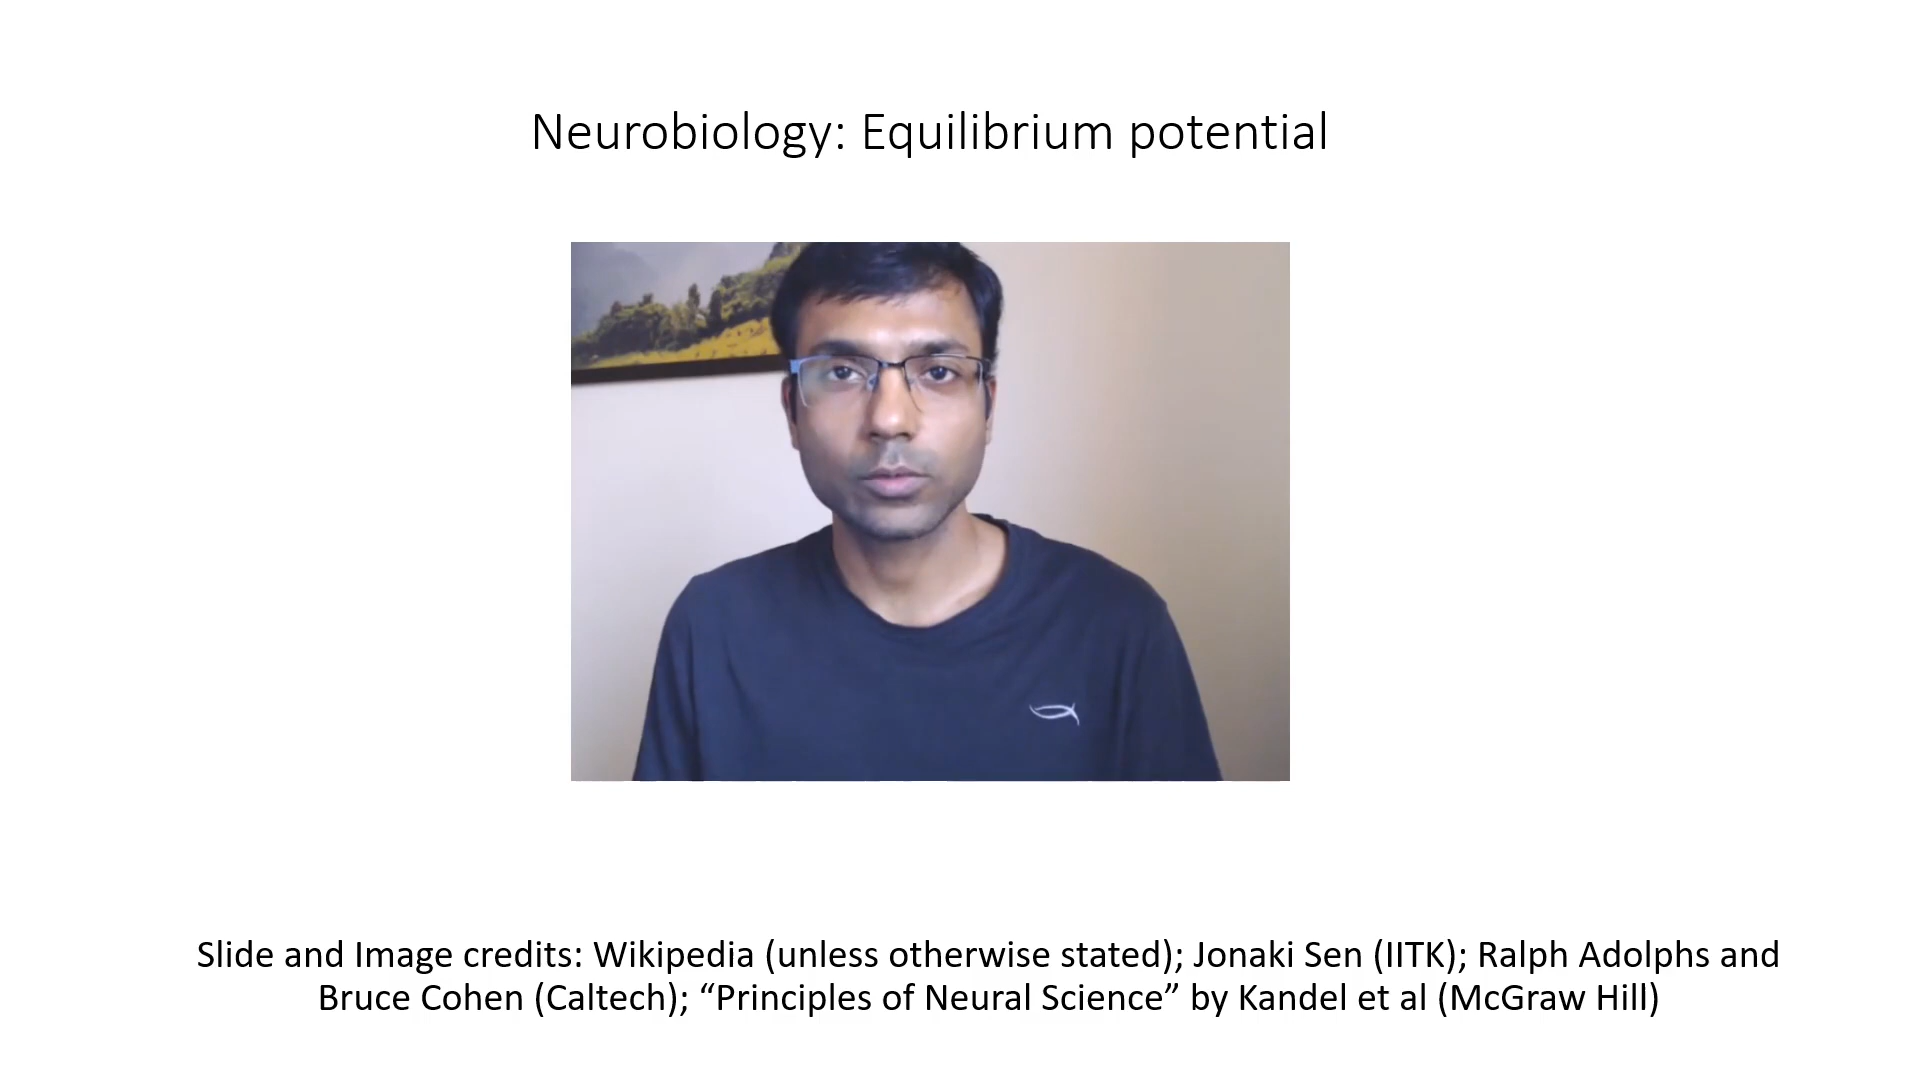 Neurobiology: Equilibrium potential
Slide and Image credits: Wikipedia (unless otherwise stated); Jonaki Sen (IITK); Ralph Adolphs and
Bruce Cohen (Caltech); “Principles of Neural Science” by Kandel et al (McGraw Hill)